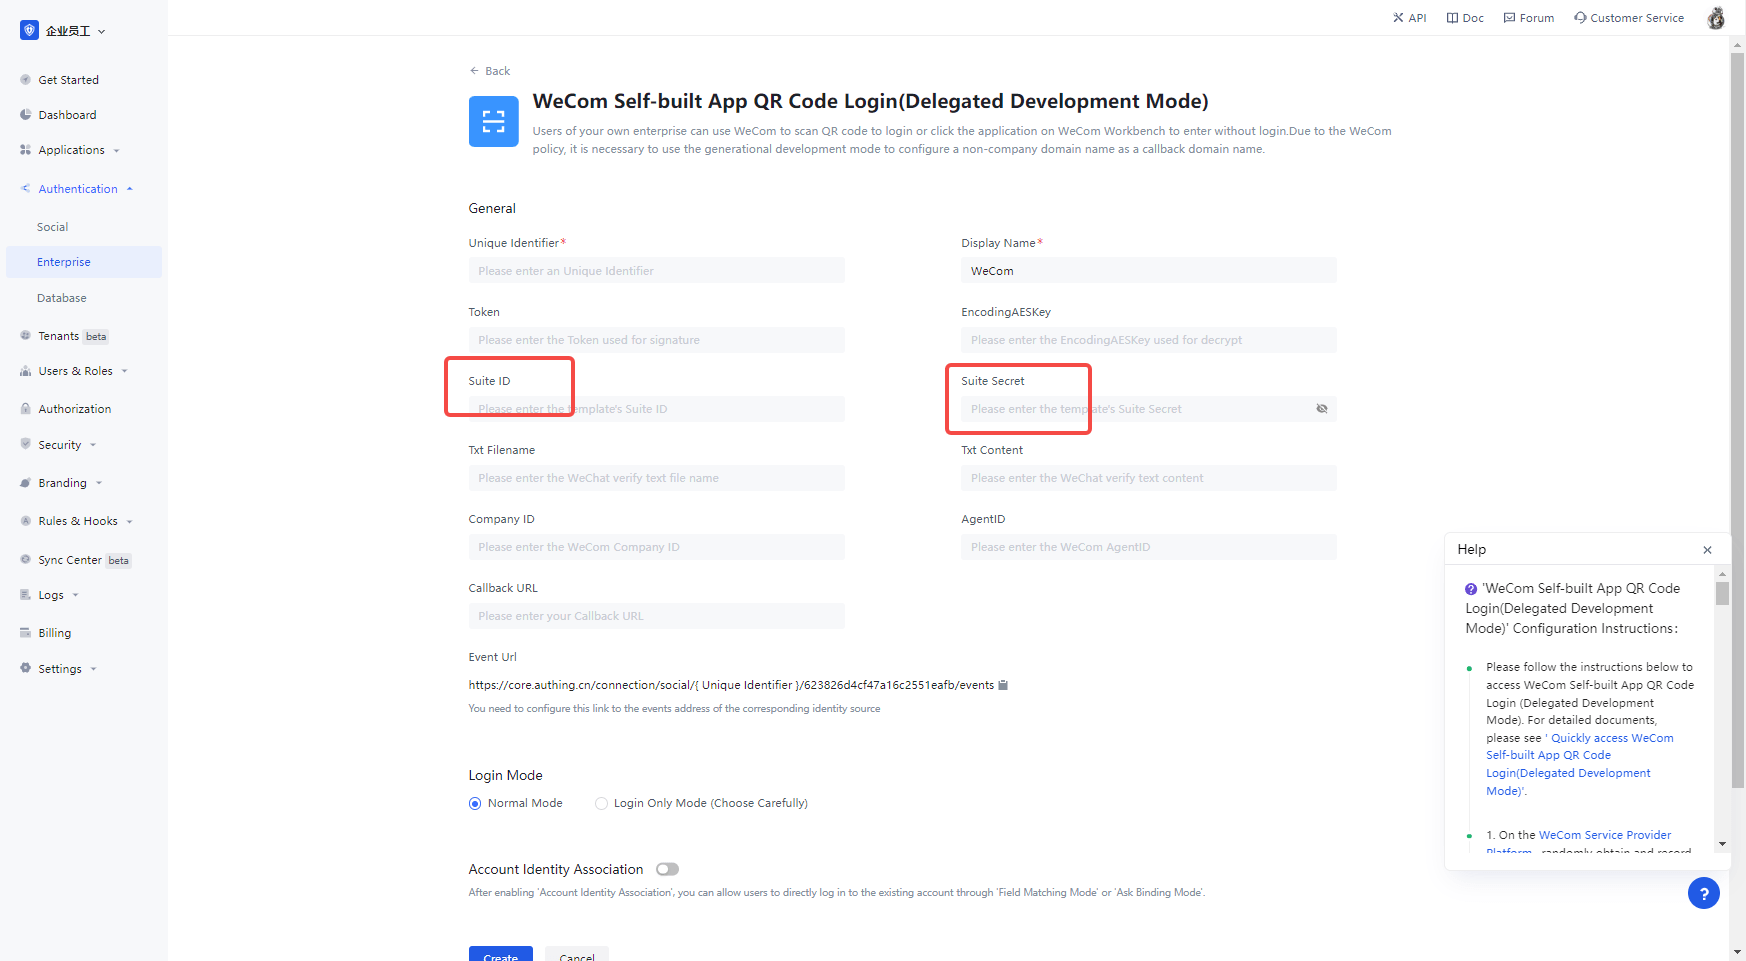 企业员工
API
Doc
Forum
Customer Service
Get Started
Dashboard
Applications
Authentication
Social
Enterprise
Database
Tenants beta
Users & Roles
Authorization
Security
Branding
Rules & Hooks
Sync Center beta
Logs
Billing
Settings
Back
WeCom Self-built App QR Code Login(Delegated Development Mode)
Users of your own enterprise can use WeCom to scan QR code to login or click the application on WeCom Workbench to enter without login.Due to the WeCom
policy, it is necessary to use the generational development mode to configure a non-company domain name as a callback domain name.
General
Unique Identifier*
Display Name*
Please enter an Unique Identifier
WeCom
Token
EncodingAESKey
Please enter the Token used for signature
Please enter the EncodingAESKey used for decrypt
Suite ID
Suite Secret
Please enter the template's Suite ID
Please enter the template's Suite Secret
Txt Filename
Txt Content
Please enter the WeChat verify text file name
Please enter the WeChat verify text content
Company ID
AgentID
Please enter the WeCom Company ID
Please enter the WeCom AgentID
Callback URL
Please enter your Callback URL
Event Url
https://core.authing.cn/connection/social/{ Unique Identifier }/623826d4cf47a16c2551eafb/events
You need to configure this link to the events address of the corresponding identity source
Login Mode
Normal Mode
Login Only Mode (Choose Carefully)
Account Identity Association
After enabling 'Account Identity Association', you can allow users to directly log in to the existing account through 'Field Matching Mode' or 'Ask Binding Mode'.
Create
Cancel
Help
'WeCom Self-built App QR Code
Login(Delegated Development
Mode)' Configuration Instructions:
Please follow the instructions below to
access WeCom Self-built App QR Code
Login (Delegated Development
Mode). For detailed documents,
please see ' Quickly access WeCom
Self-built App QR Code
Login(Delegated Development
Mode)'.
1. On the WeCom Service Provider
Platform, randomly obtain and record